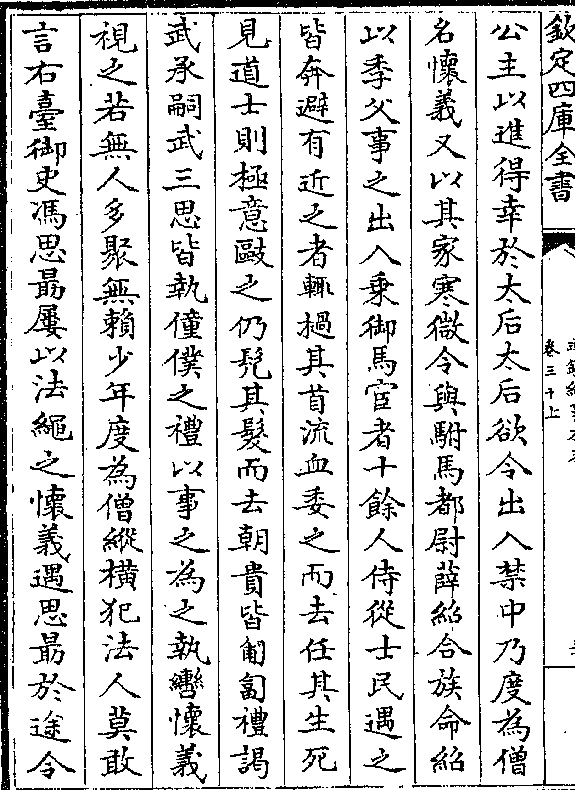 欽定四庫全書
卷三十上
公主以進得幸於太后太后欲令出入禁中乃度為僧
名懷義又以其家寒微令與駙馬都尉薛紹合族命紹
以季父事之出入乗御馬宦者十餘人侍從士民遇之
皆奔避有近之者輒檛其首流血委之而去任其生死
見道士則極意毆之仍髠其髮而去朝貴皆匍匐禮謁
武承嗣武三思皆執僮僕之禮以事之為之執轡懷義
視之若無人多聚無賴少年度為僧縱横犯法人莫敢
言右臺御史馮思勗屢以法繩之懷義遇思勗於途令